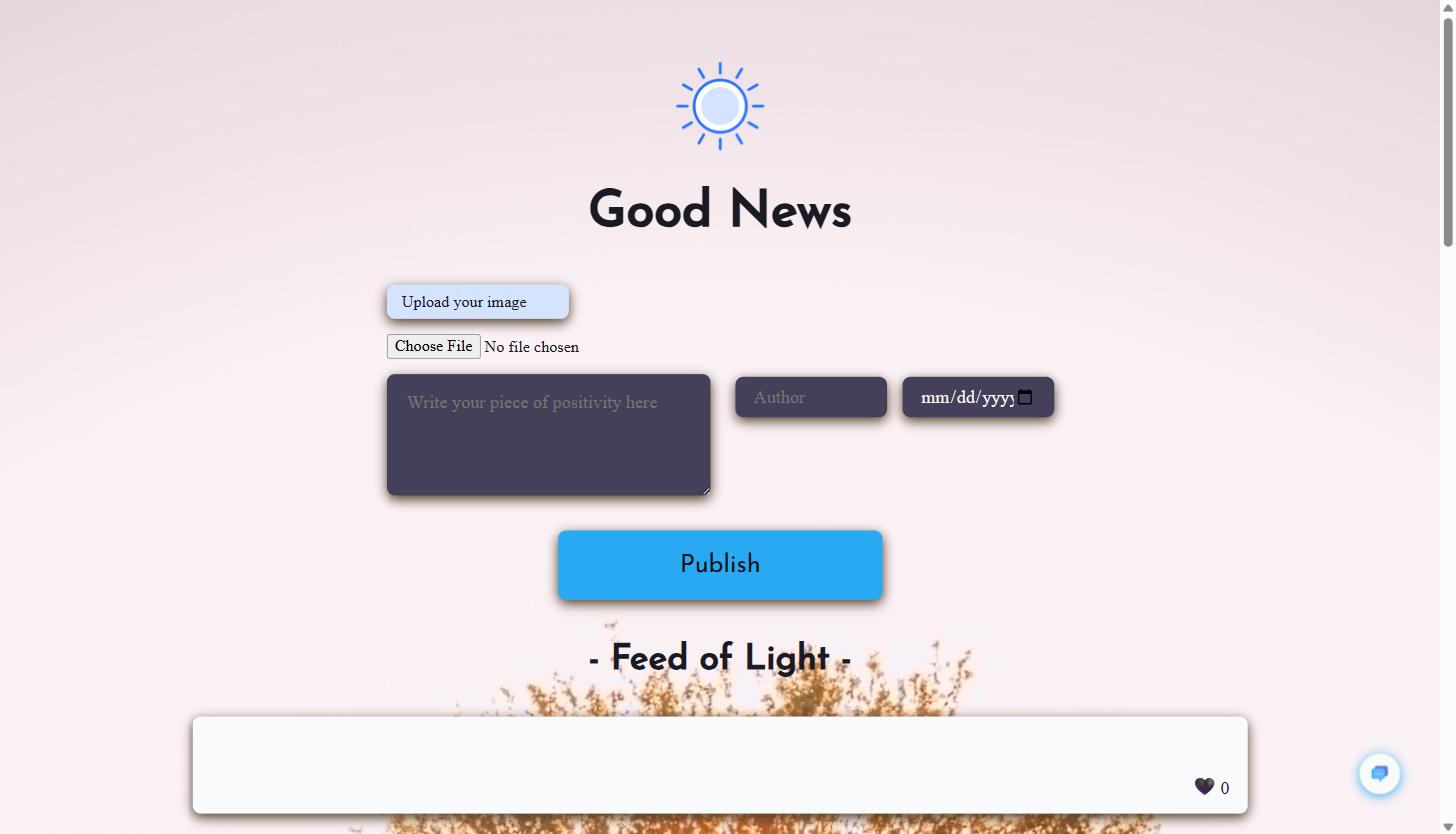 Good News
Upload your image
Choose File No file chosen
Write your piece of positivity here
Author
mm/dd/yyyy
Publish
- Feed of Light -
0